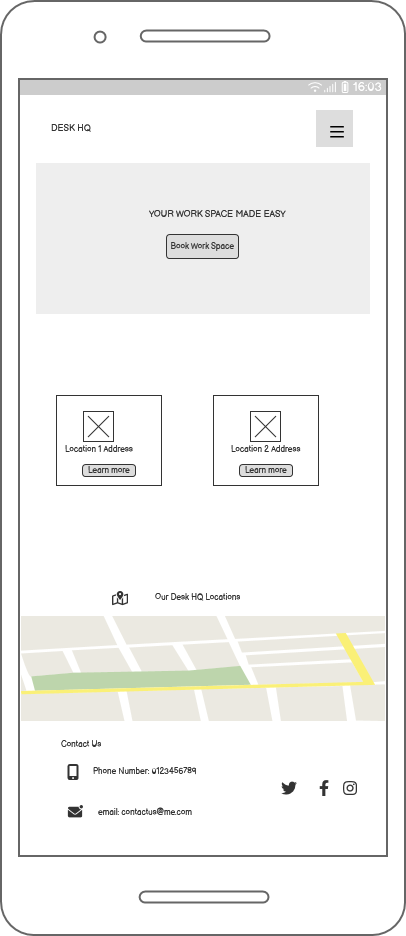 16:03
DESK HQ
YOUR WORK SPACE MADE EASY
Book Work Space
Location 1 Address
Learn more
Location 2 Address
Learn more
Our Desk HQ Locations
Contact Us
Phone Number: 0123456789
email: contactus@me.com